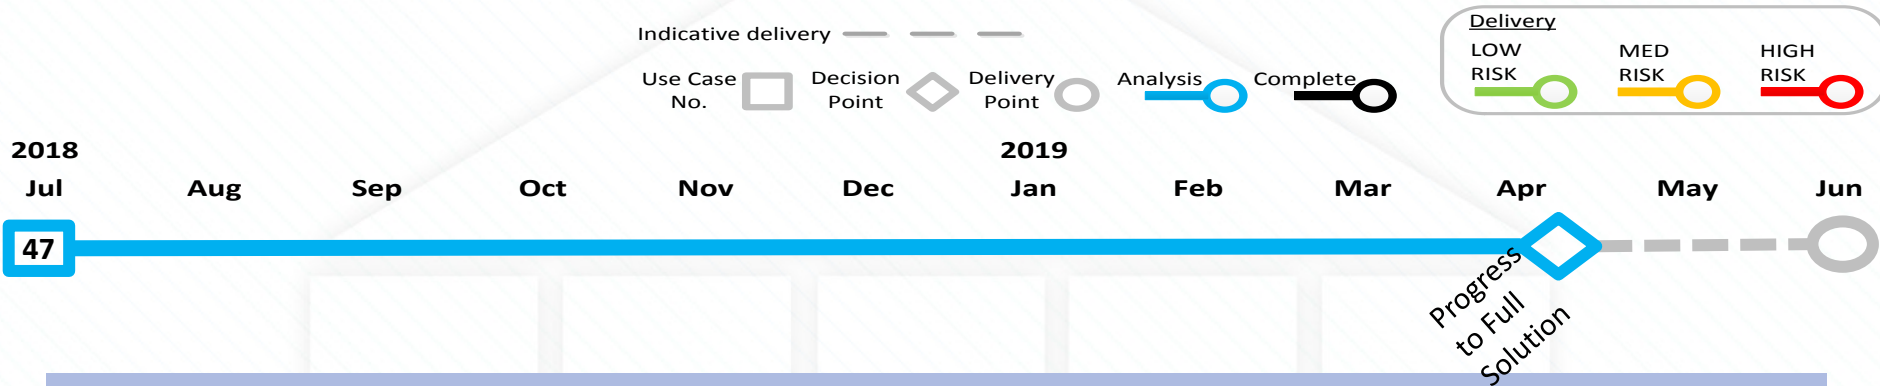 Indicative delivery
Use Case
No.
Decision
Point
Delivery
Point
Analysis
Complete
Delivery
LOW
RISK
MED
RISK
HIGH
RISK
2018
2019
Jul Aug Sep Oct Nov Dec Jan Feb Mar Apr May Jun
47
Progress
to Full
Solution